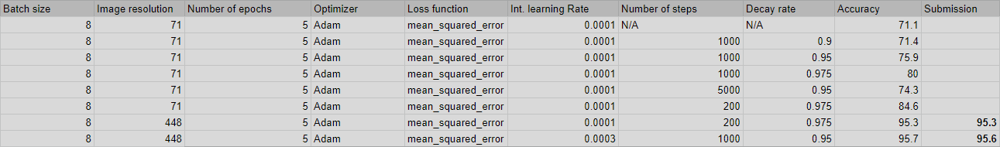 Batch size Image resolution Number of epochs Optimizer Loss function Int. learning Rate Number of steps Decay rate Accuracy Submission
8 71 5 Adam mean_squared_error 0.0001 N/A N/A 71.1
8 71 5 Adam mean_squared_error 0.0001 1000 0.9 71.4
8 71 5 Adam mean_squared_error 0.0001 1000 0.95 75.9
8 71 5 Adam mean_squared_error 0.0001 1000 0.975 80
8 71 5 Adam mean_squared_error 0.0001 5000 0.95 74.3
8 71 5 Adam mean_squared_error 0.0001 200 0.975 84.6
8 448 5 Adam mean_squared_error 0.0001 200 0.975 95.3 95.3
8 448 5 Adam mean_squared_error 0.0003 1000 0.95 95.7 95.6